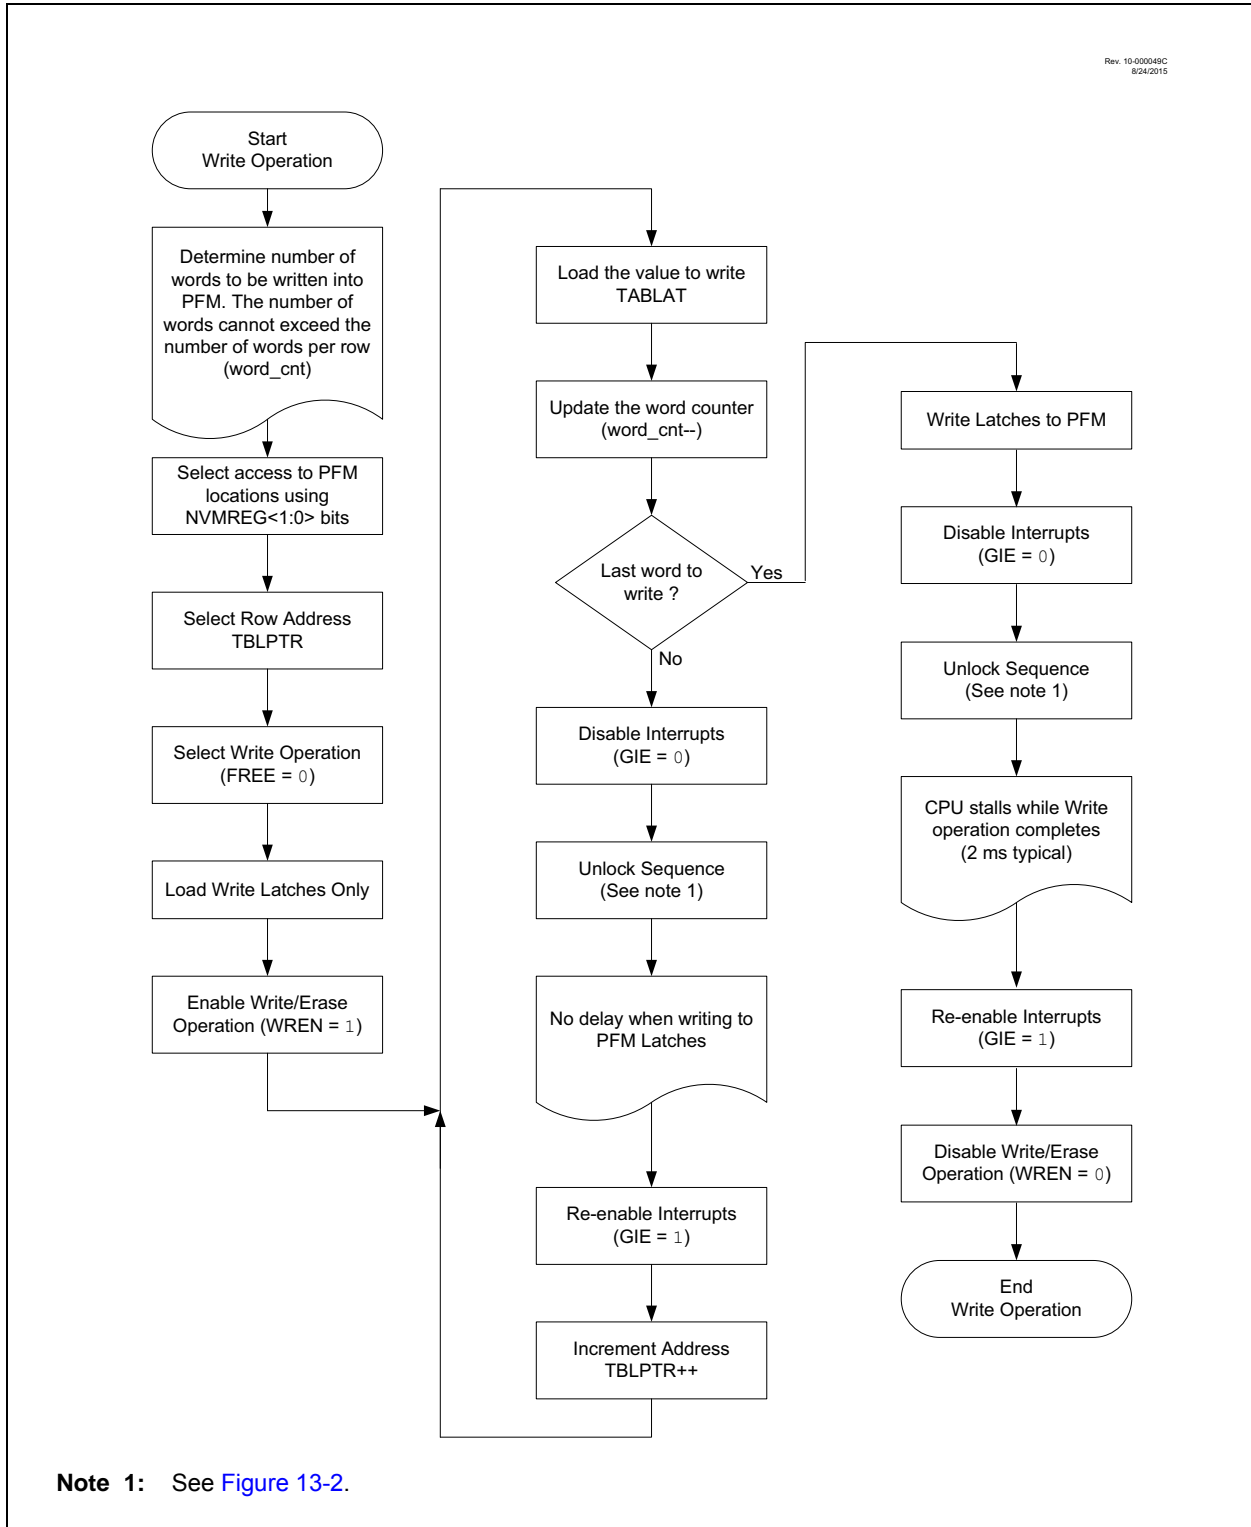 Rev. 10-000049C
8/24/2015
Start
Write Operation
Determine number of
words to be written into
PFM. The number of
words cannot exceed the
number of words per row
(word_cnt)
Select access to PFM
locations using
NVMREG<1:0> bits
Select Row Address
TBLPTR
Select Write Operation
(FREE = 0)
Load Write Latches Only
Enable Write/Erase
Operation (WREN = 1)
Load the value to write
TABLAT
Update the word counter
(word_cnt--)
Last word to
write ?
Yes
No
Disable Interrupts
(GIE = 0)
Unlock Sequence
(See note 1)
No delay when writing to
PFM Latches
Re-enable Interrupts
(GIE = 1)
Increment Address
TBLPTR++
Write Latches to PFM
Disable Interrupts
(GIE = 0)
Unlock Sequence
(See note 1)
CPU stalls while Write
operation completes
(2 ms typical)
Re-enable Interrupts
(GIE = 1)
Disable Write/Erase
Operation (WREN = 0)
End
Write Operation
Note 1: See Figure 13-2.